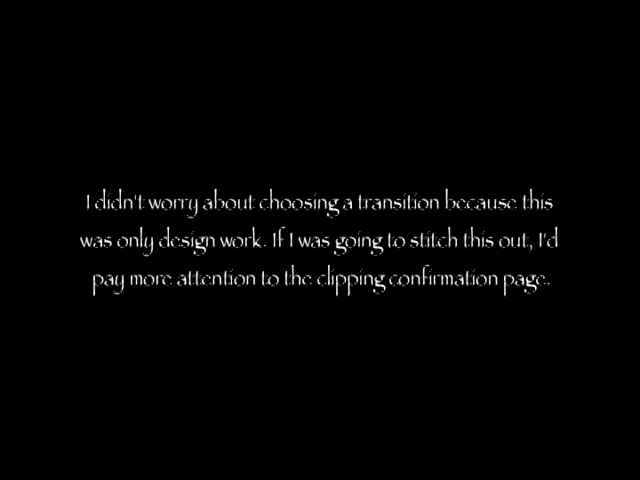 I didn't worry about choosing a transition because this
was only design work. If I was going to stitch this out, I'd
pay more attention to the clipping confirmation page.